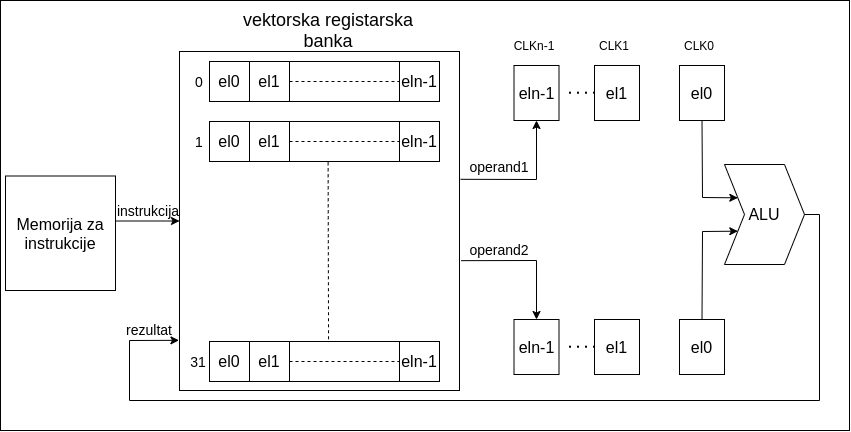 vektorska registarska
banka
CLKn-1 CLK1 CLK0
0 el0 el1 eln-1
eln-1 el1 el0
1 el0 el1 eln-1
operand1
Memorija za
instrukcije
instrukcija
ALU
operand2
rezultat
31 el0 el1 eln-1
eln-1 el1 el0